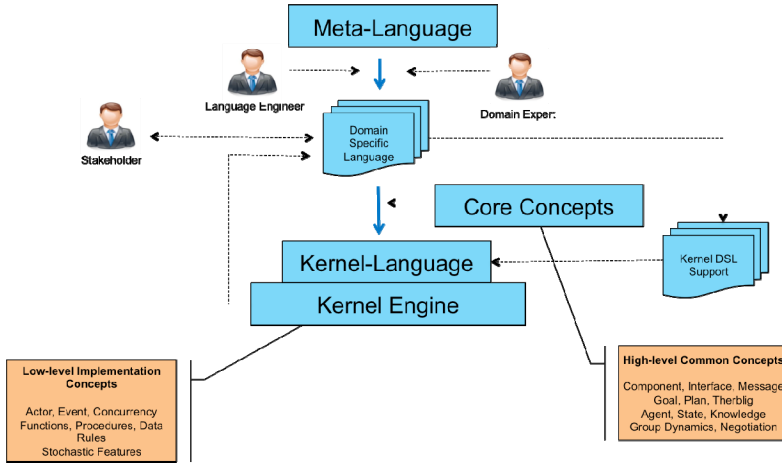 Meta-Language
Language Engineer
Domain Exper
Stakeholder
Domain
Specific
Language
Core Concepts
Kernel-Language
Kernel DSL
Support
Kernel Engine
Low-level Implementation
Concepts
Actor, Event, Concurrency
Functions, Procedures, Data
Rules
Stochastic Features
High-level Common Concepts
Component, Interface, Message
Goal, Plan, Therblig
Agent, State, Knowledge
Group Dynamics, Negotiation